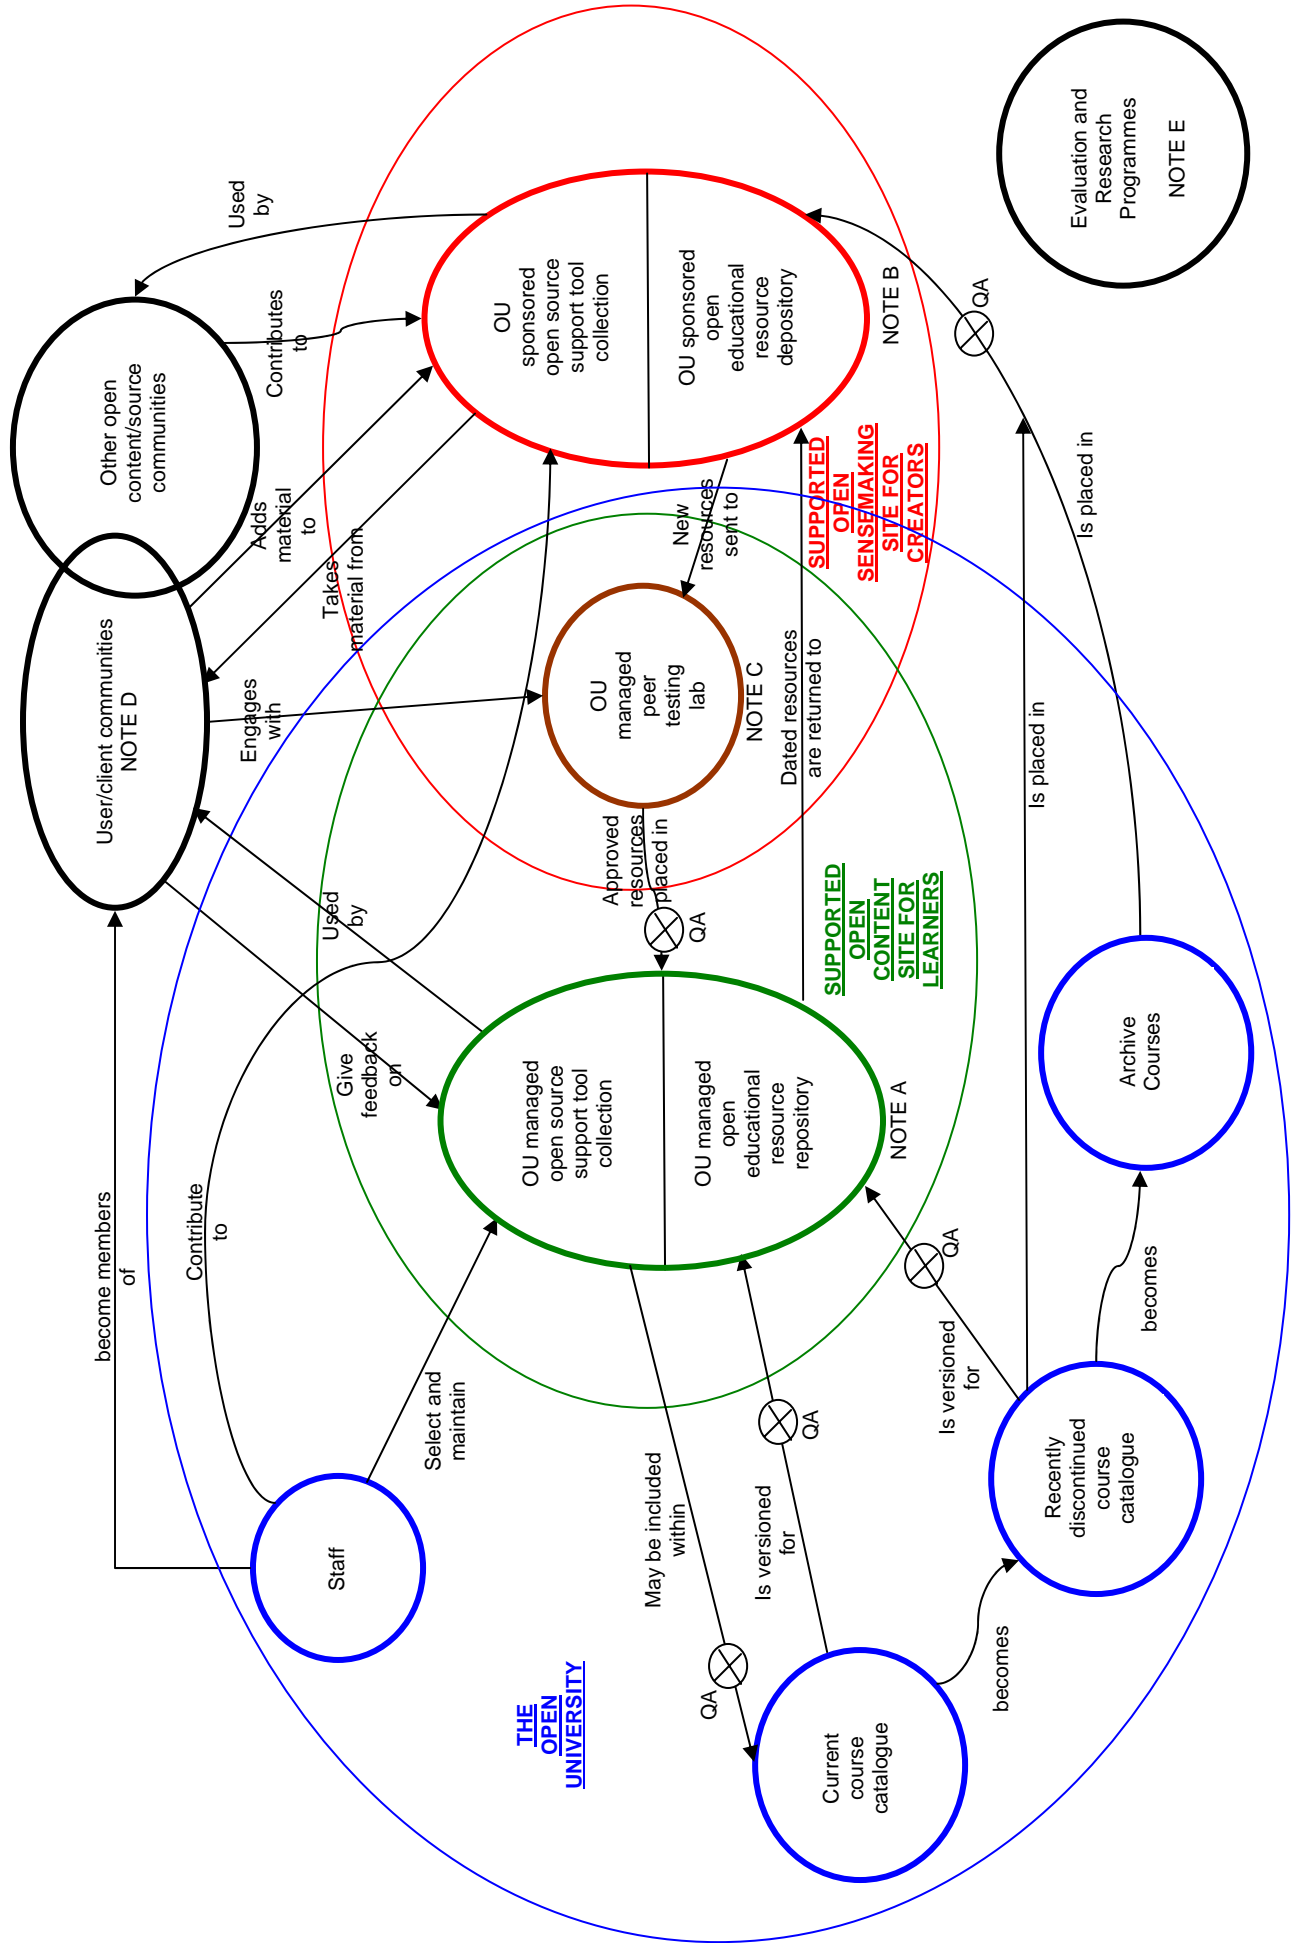 become members
of
Contribute
to
Staff
Select and
maintain
THE
OPEN
UNIVERSITY
User/client communities
NOTE D
Other open
content/source
communities
Used
by
Contributes
to
Adds
material
to
Takes
material from
Engages
with
Used
by
Give
feedback
on
OU managed
open source
support tool
collection
OU managed
open
educational
resource
repository
NOTE A
Approved
resources
placed in
QA
OU
managed
peer
testing
lab
NOTE C
New
resources
sent to
OU
sponsored
open source
support tool
collection
OU sponsored
open
educational
resource
depository
NOTE B
Dated resources
are returned to
SUPPORTED
OPEN
SENSEMAKING
SITE FOR
CREATORS
SUPPORTED
OPEN
CONTENT
SITE FOR
LEARNERS
May be included
within
QA
Is versioned
for
QA
Current
course
catalogue
becomes
Recently
discontinued
course
catalogue
Is versioned
for
QA
becomes
Archive
Courses
Is placed in
Is placed in
QA
Evaluation and
Research
Programmes
NOTE E